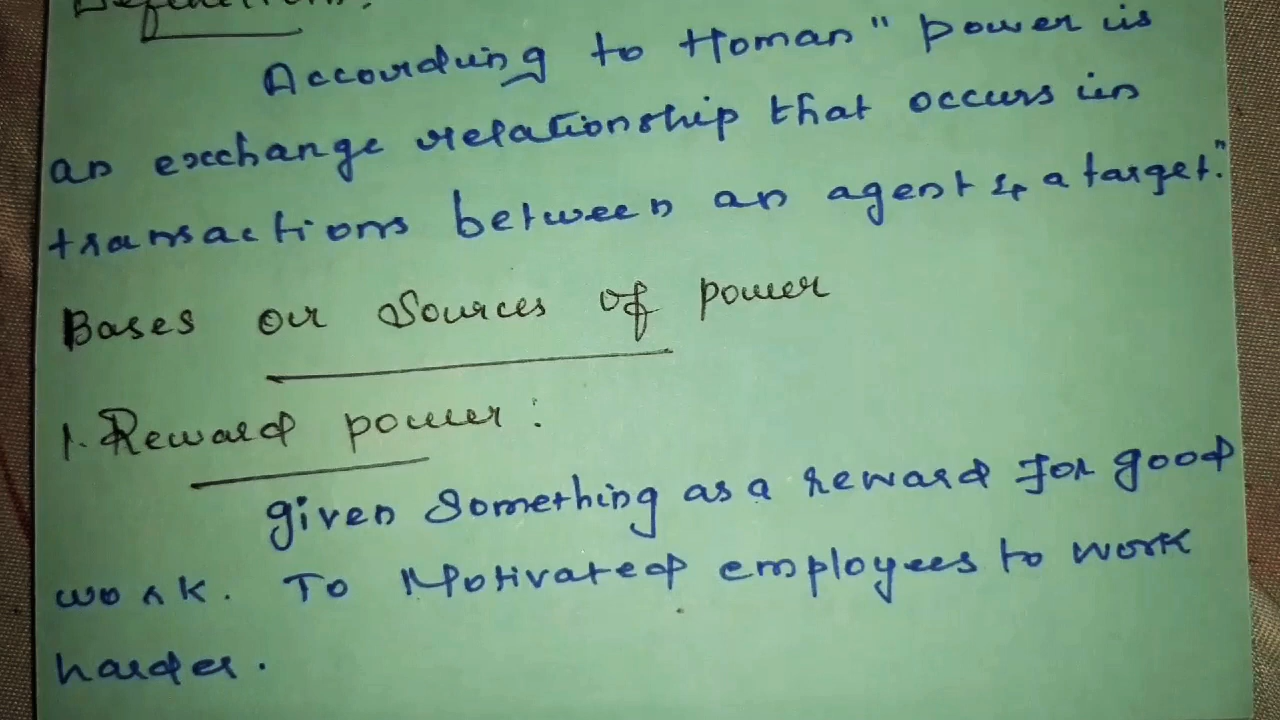 Definition:
According to Homan" power is
an exchange relationship that occurs in
transactions between an agent & a target."
Bases or Sources of power
1. Reward power:
given Something as a reward for good
work. To Motivated employees to work
harder.